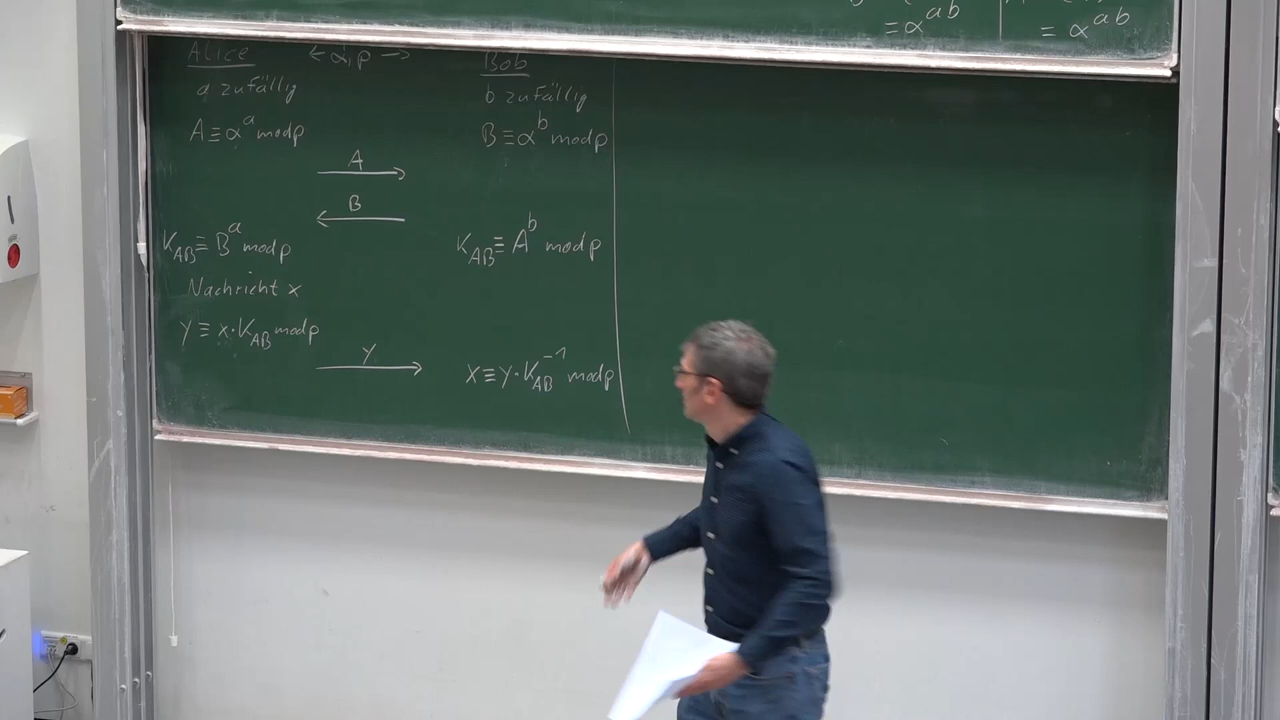 = α^ab
= α^ab
Alice
← α,p →
Bob
a zufällig
b zufällig
A ≡ α^a mod p
B ≡ α^b mod p
A
B
K_AB ≡ B^a mod p
K_AB ≡ A^b mod p
Nachricht x
y ≡ x · K_AB mod p
y
x ≡ y · K_AB^-1 mod p